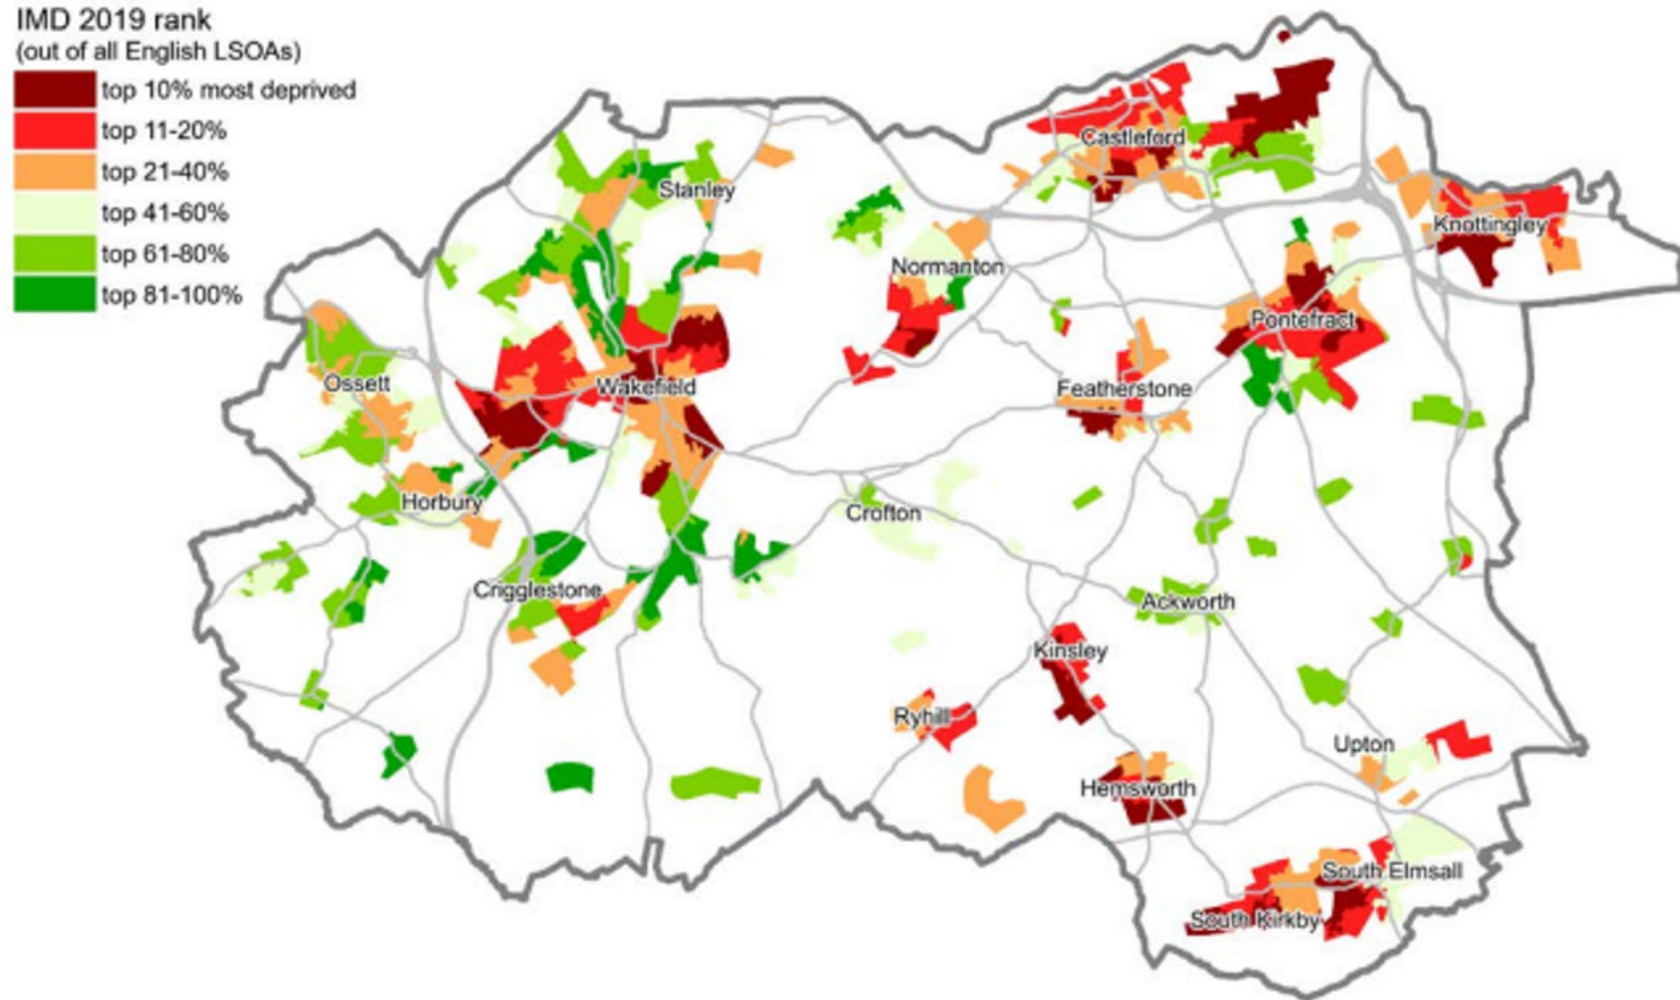 IMD 2019 rank
(out of all English LSOAs)
top 10% most deprived
top 11-20%
top 21-40%
top 41-60%
top 61-80%
top 81-100%
Castleford
Stanley
Knottingley
Normanton
Pontefract
Ossett
Wakefield
Featherstone
Horbury
Crofton
Crigglestone
Ackworth
Kinsley
Ryhill
Upton
Hemsworth
South Elmsall
South Kirkby